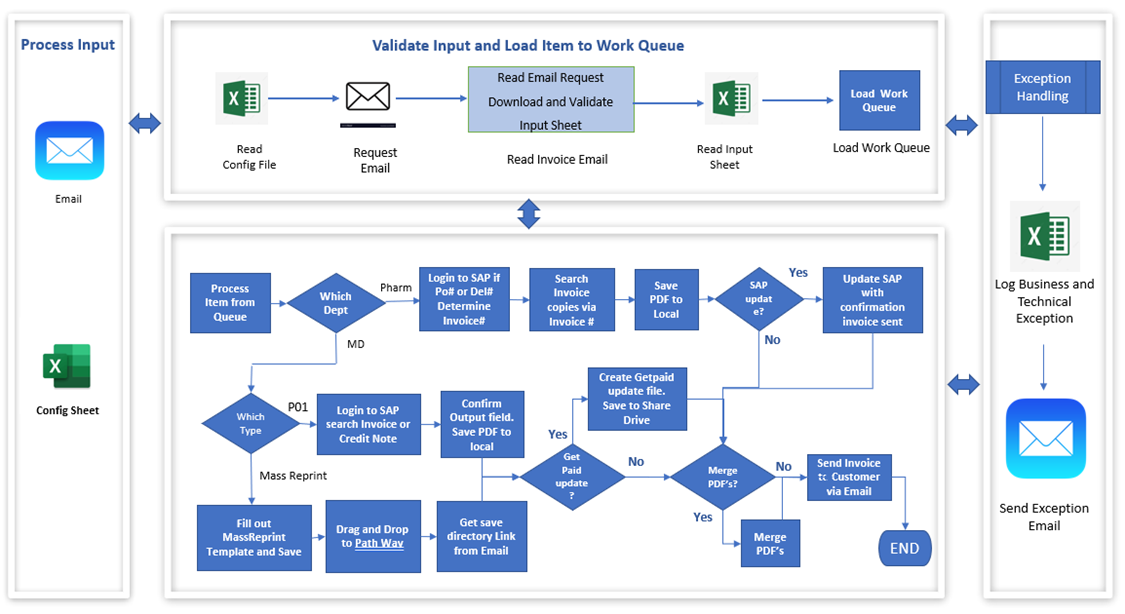 Process Input
Email
Config Sheet
Validate Input and Load Item to Work Queue
Read
Config File
Request
Email
Read Email Request
Download and Validate
Input Sheet
Read Invoice Email
Read Input
Sheet
Load Work
Queue
Load Work Queue
Exception
Handling
Log Business and
Technical
Exception
Send Exception
Email
Process
Item from
Queue
Which
Dept
Pharm
MD
Login to SAP if
Po# or Del#
Determine
Invoice#
Search
Invoice
copies via
Invoice #
Save
PDF to
Local
SAP
updat
e?
Yes
No
Update SAP
with
confirmation
invoice sent
Which
Type
P01
Mass Reprint
Login to SAP
search Invoice or
Credit Note
Confirm
Output field.
Save PDF to
local
Create Getpaid
update file.
Save to Share
Drive
Yes
Get
Paid update
?
No
Merge
PDF's?
No
Yes
Send Invoice
tc Customer
via Email
Fill out
MassReprint
Template and Save
Drag and Drop
to Path Way
Get save
directory Link
from Email
Merge
PDF's
END